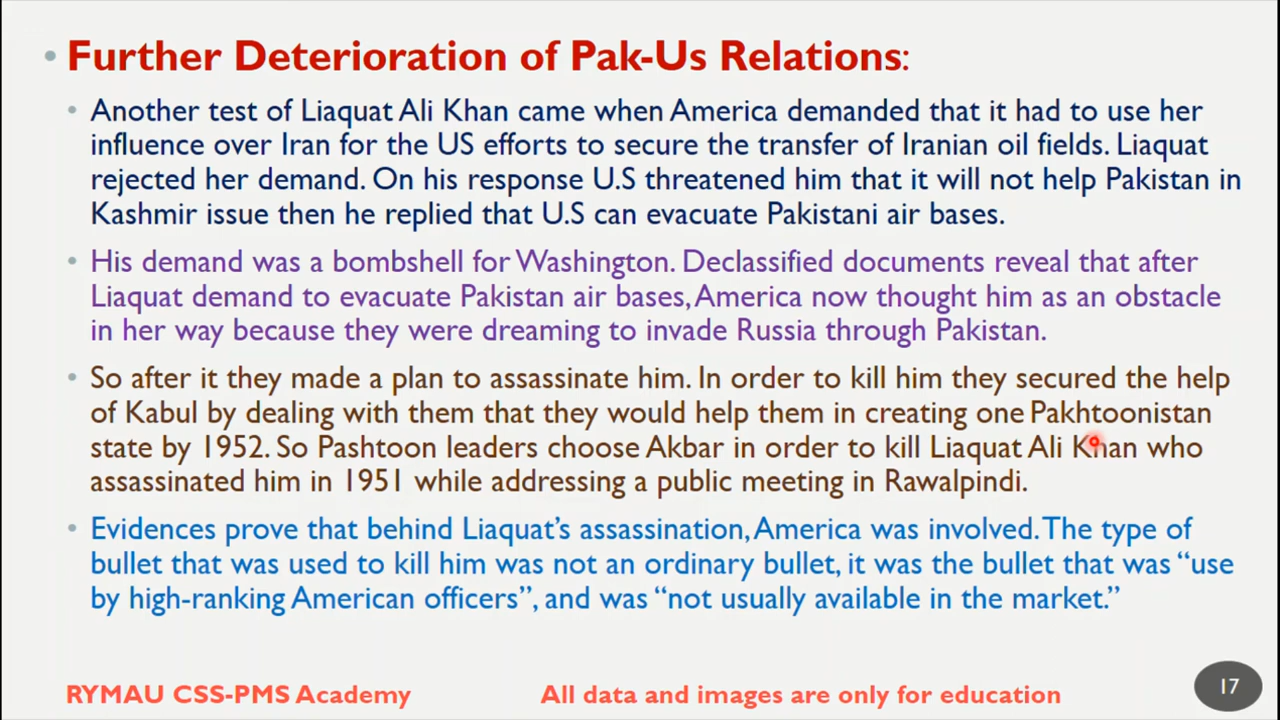 Further Deterioration of Pak-Us Relations:
Another test of Liaquat Ali Khan came when America demanded that it had to use her
influence over Iran for the US efforts to secure the transfer of Iranian oil fields. Liaquat
rejected her demand. On his response U.S threatened him that it will not help Pakistan in
Kashmir issue then he replied that U.S can evacuate Pakistani air bases.
His demand was a bombshell for Washington. Declassified documents reveal that after
Liaquat demand to evacuate Pakistan air bases, America now thought him as an obstacle
in her way because they were dreaming to invade Russia through Pakistan.
So after it they made a plan to assassinate him. In order to kill him they secured the help
of Kabul by dealing with them that they would help them in creating one Pakhtoonistan
state by 1952. So Pashtoon leaders choose Akbar in order to kill Liaquat Ali Khan who
assassinated him in 1951 while addressing a public meeting in Rawalpindi.
Evidences prove that behind Liaquat's assassination, America was involved. The type of
bullet that was used to kill him was not an ordinary bullet, it was the bullet that was “use
by high-ranking American officers”, and was “not usually available in the market.”
RYMAU CSS-PMS Academy
All data and images are only for education
17